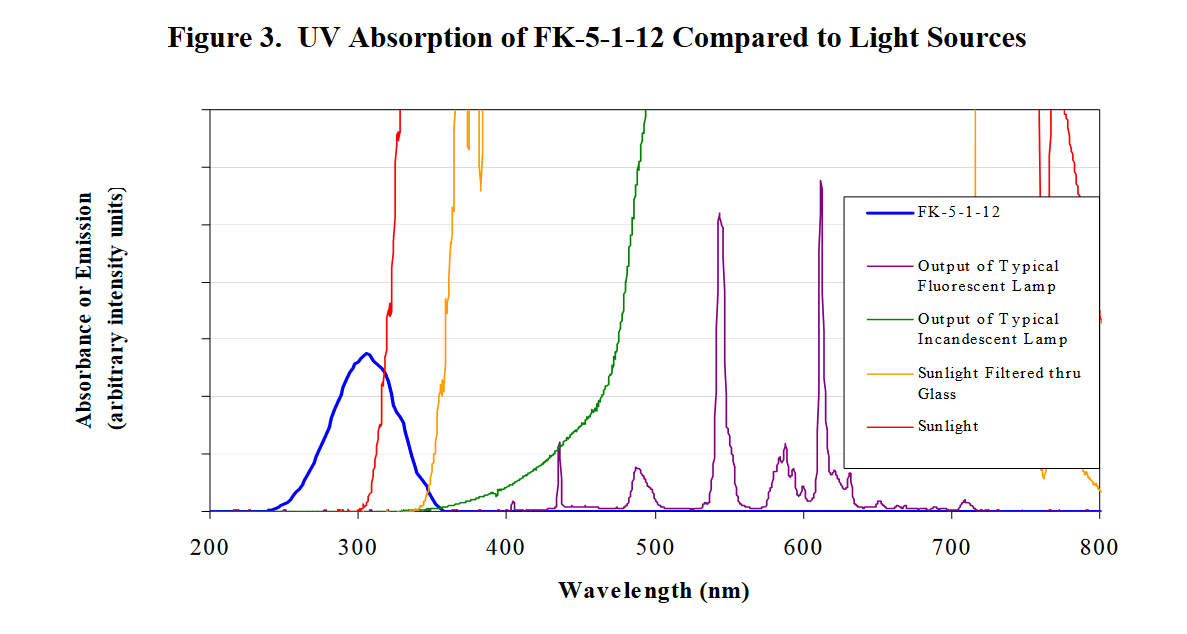 Figure 3. UV Absorption of FK-5-1-12 Compared to Light Sources
Absorbance or Emission
(arbitrary intensity units)
FK-5-1-12
Output of Typical
Fluorescent Lamp
Output of Typical
Incandescent Lamp
Sunlight Filtered thru
Glass
Sunlight
200 300 400 500 600 700 800
Wavelength (nm)